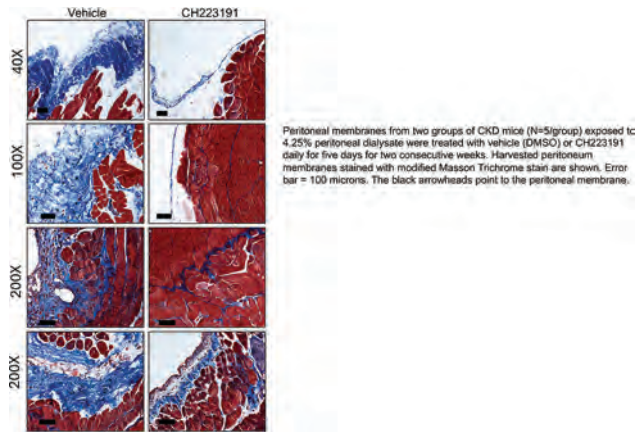 Vehicle CH223191
40X
100X
200X
200X
Peritoneal membranes from two groups of CKD mice (N=5/group) exposed to
4.25% peritoneal dialysate were treated with vehicle (DMSO) or CH223191
daily for five days for two consecutive weeks. Harvested peritoneum
membranes stained with modified Masson Trichrome stain are shown. Error
bar = 100 microns. The black arrowheads point to the peritoneal membrane.